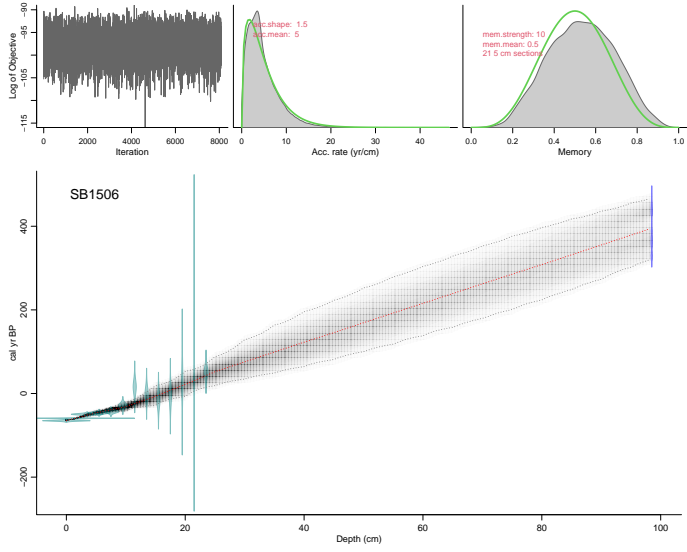 Log of Objective
−90
−95
−105
−115
0
2000
4000
6000
8000
Iteration
acc.shape: 1.5
acc.mean: 5
0
10
20
30
40
Acc. rate (yr/cm)
mem.strength: 10
mem.mean: 0.5
21 5 cm sections
0.0
0.2
0.4
0.6
0.8
1.0
Memory
SB1506
cal yr BP
400
200
0
−200
0
20
40
60
80
100
Depth (cm)